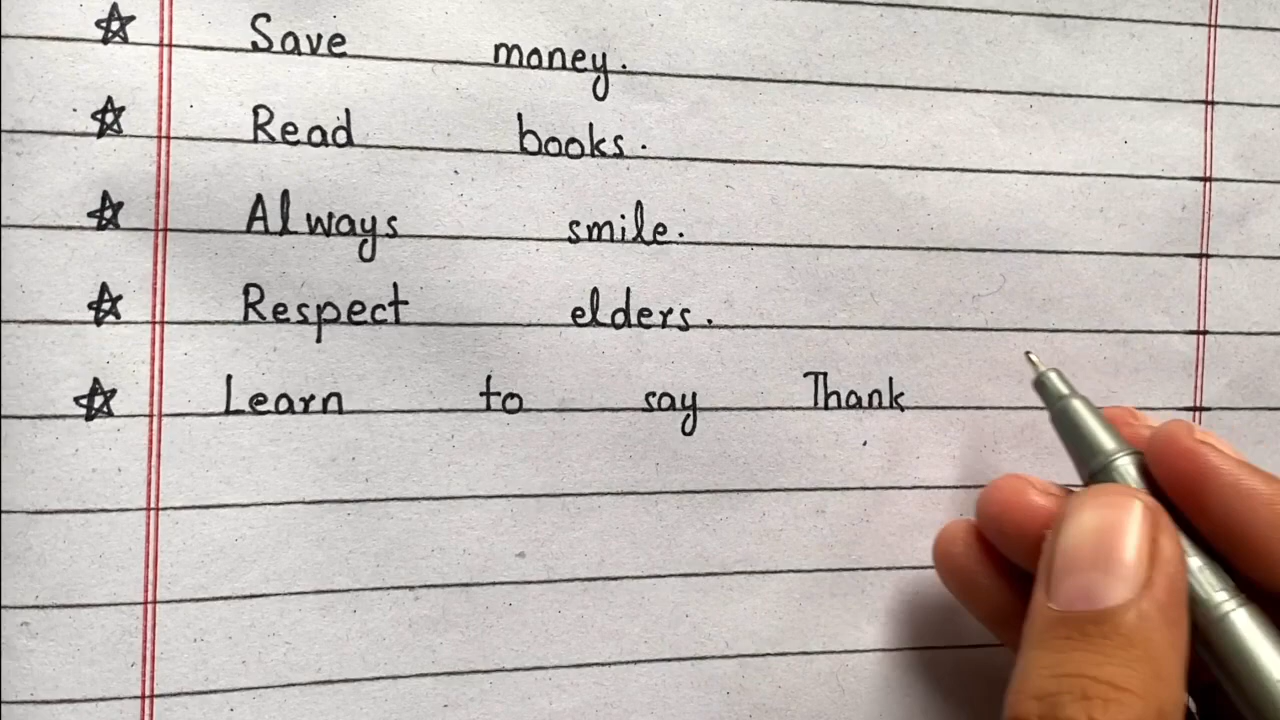 ☆ Save money.
☆ Read books.
☆ Always smile.
☆ Respect elders.
☆ Learn to say Thank